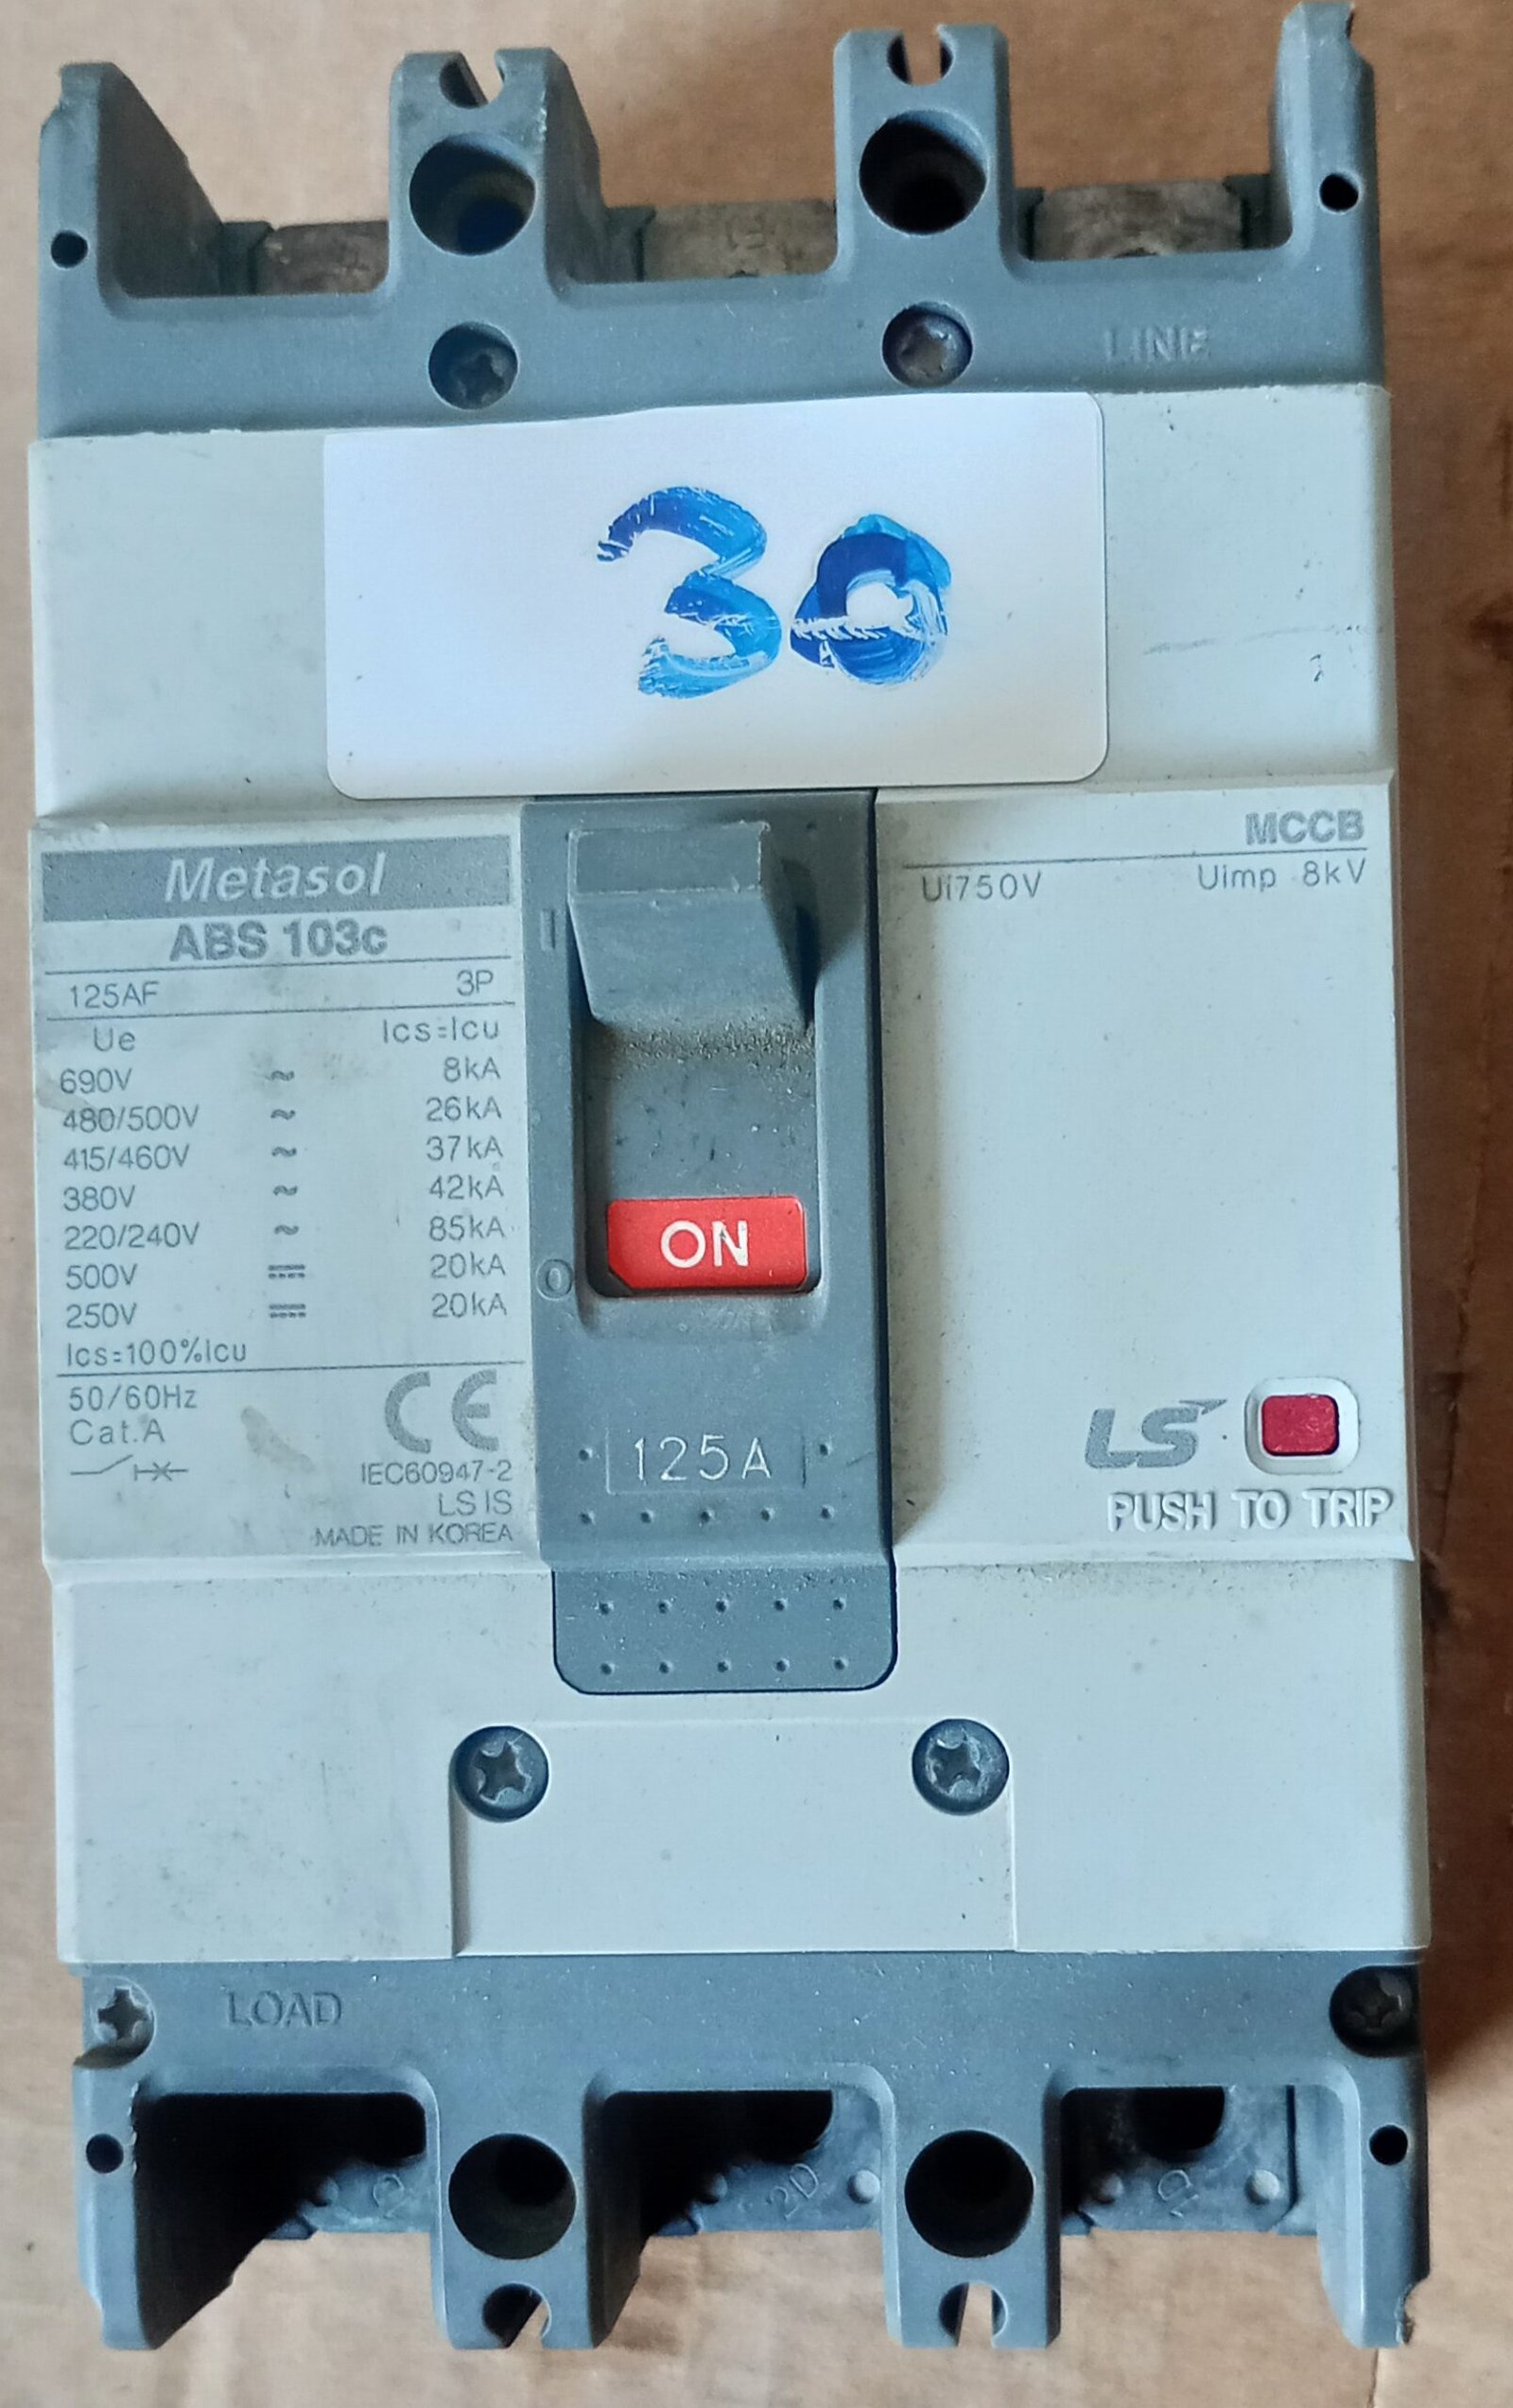 LINE
30
Metasol
ABS 103c
125AF 3P
Ue Ics=Icu
690V ~ 8kA
480/500V ~ 26kA
415/460V ~ 37kA
380V ~ 42kA
220/240V ~ 85kA
500V ⎓ 20kA
250V ⎓ 20kA
Ics=100%Icu
50/60Hz
Cat.A
CE
IEC60947-2
LSIS
MADE IN KOREA
I
ON
O
125A
MCCB
Ui750V Uimp 8kV
LS
PUSH TO TRIP
LOAD
2D